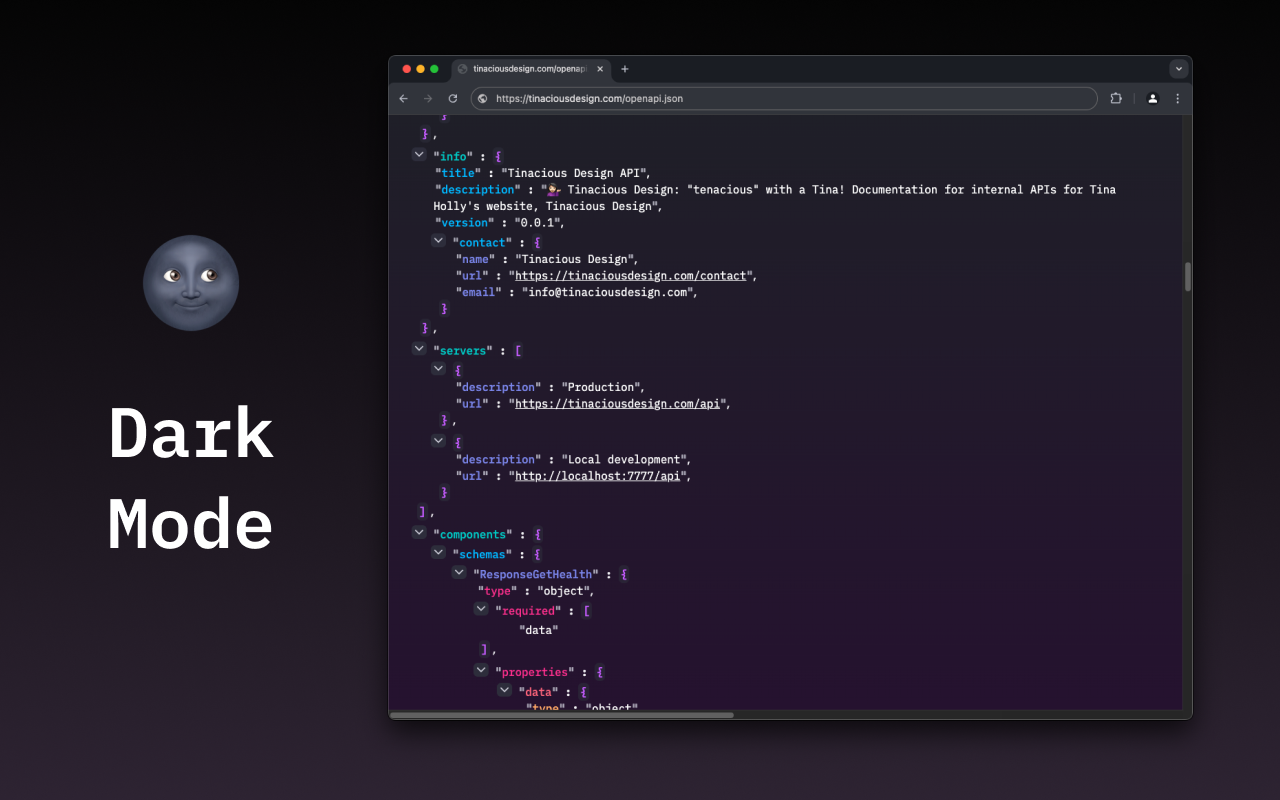 Dark
Mode
tinaciousdesign.com/openapi
https://tinaciousdesign.com/openapi.json
}
},
"info" : {
"title" : "Tinacious Design API",
"description" : "💁🏻‍♀️ Tinacious Design: "tenacious" with a Tina! Documentation for internal APIs for Tina
Holly's website, Tinacious Design",
"version" : "0.0.1",
"contact" : {
"name" : "Tinacious Design",
"url" : "https://tinaciousdesign.com/contact",
"email" : "info@tinaciousdesign.com",
}
},
"servers" : [
{
"description" : "Production",
"url" : "https://tinaciousdesign.com/api",
},
{
"description" : "Local development",
"url" : "http://localhost:7777/api",
}
],
"components" : {
"schemas" : {
"ResponseGetHealth" : {
"type" : "object",
"required" : [
"data"
],
"properties" : {
"data" : {
"type" : "object"